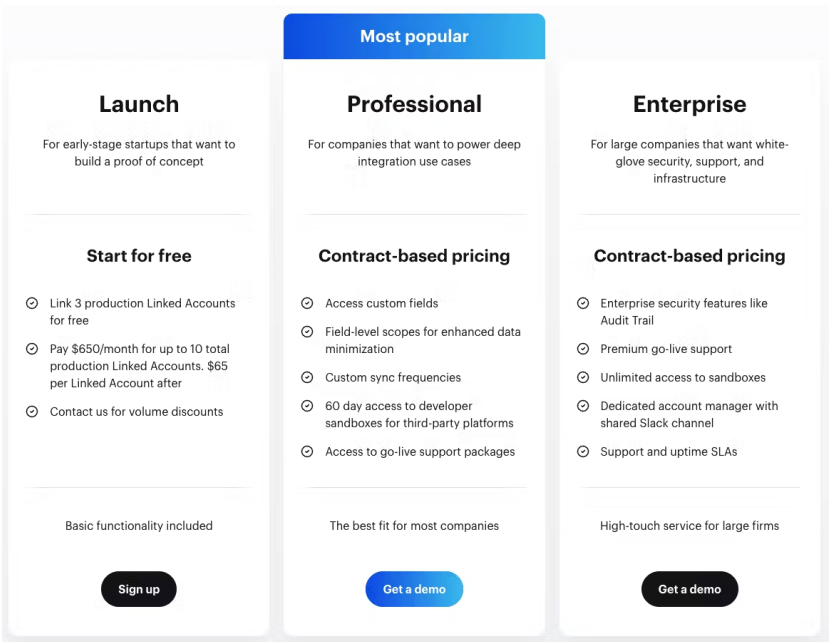 Most popular
Launch
For early-stage startups that want to
build a proof of concept
Start for free
Link 3 production Linked Accounts
for free
Pay $650/month for up to 10 total
production Linked Accounts. $65
per Linked Account after
Contact us for volume discounts
Basic functionality included
Sign up
Professional
For companies that want to power deep
integration use cases
Contract-based pricing
Access custom fields
Field-level scopes for enhanced data
minimization
Custom sync frequencies
60 day access to developer
sandboxes for third-party platforms
Access to go-live support packages
The best fit for most companies
Get a demo
Enterprise
For large companies that want white-
glove security, support, and
infrastructure
Contract-based pricing
Enterprise security features like
Audit Trail
Premium go-live support
Unlimited access to sandboxes
Dedicated account manager with
shared Slack channel
Support and uptime SLAs
High-touch service for large firms
Get a demo